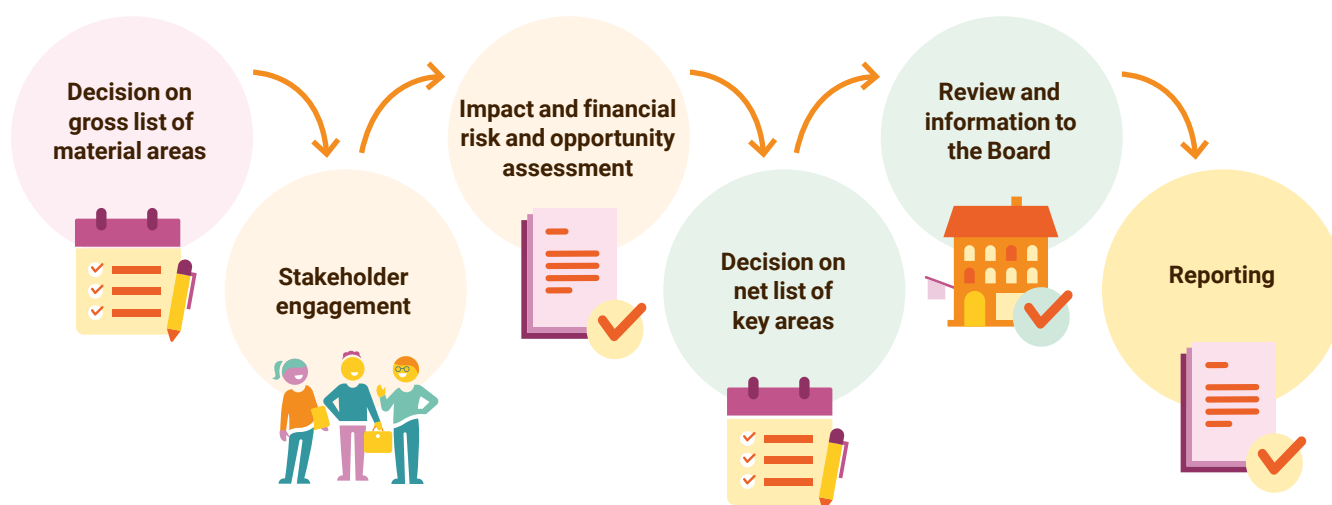 Decision on
gross list of
material areas
Stakeholder
engagement
Impact and financial
risk and opportunity
assessment
Decision on
net list of
key areas
Review and
information to
the Board
Reporting